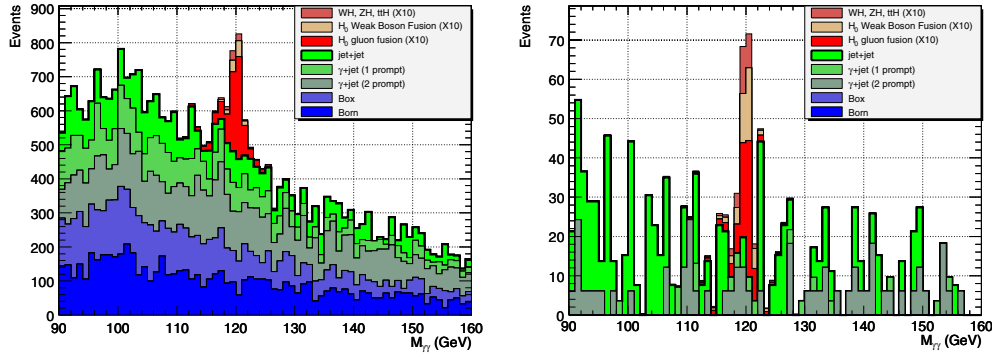 Events
900
800
700
600
500
400
300
200
100
0
90 100 110 120 130 140 150 160
M_γγ (GeV)
WH, ZH, ttH (X10)
H₀ Weak Boson Fusion (X10)
H₀ gluon fusion (X10)
jet+jet
γ+jet (1 prompt)
γ+jet (2 prompt)
Box
Born
Events
70
60
50
40
30
20
10
0
90 100 110 120 130 140 150 160
M_γγ (GeV)
WH, ZH, ttH (X10)
H₀ Weak Boson Fusion (X10)
H₀ gluon fusion (X10)
jet+jet
γ+jet (1 prompt)
γ+jet (2 prompt)
Box
Born